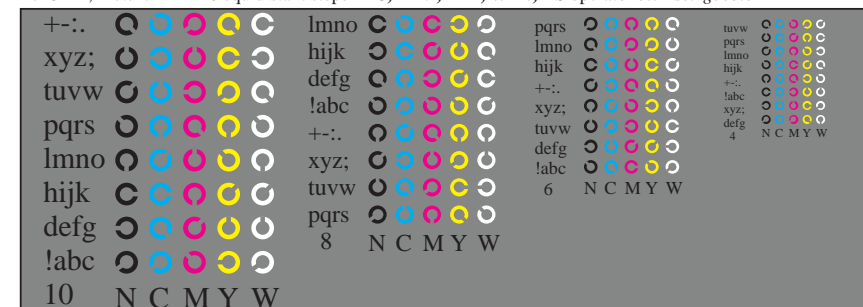 +-:.
xyz;
tuvw
pqrs
lmno
hijk
defg
!abc
10 N C M Y W
lmno
hijk
defg
!abc
+-:.
xyz;
tuvw
pqrs
8 N C M Y W
pqrs
lmno
hijk
+-:.
xyz;
tuvw
defg
!abc
6 N C M Y W
tuvw
pqrs
lmno
hijk
+-:.
!abc
xyz;
defg
4 N C M Y W